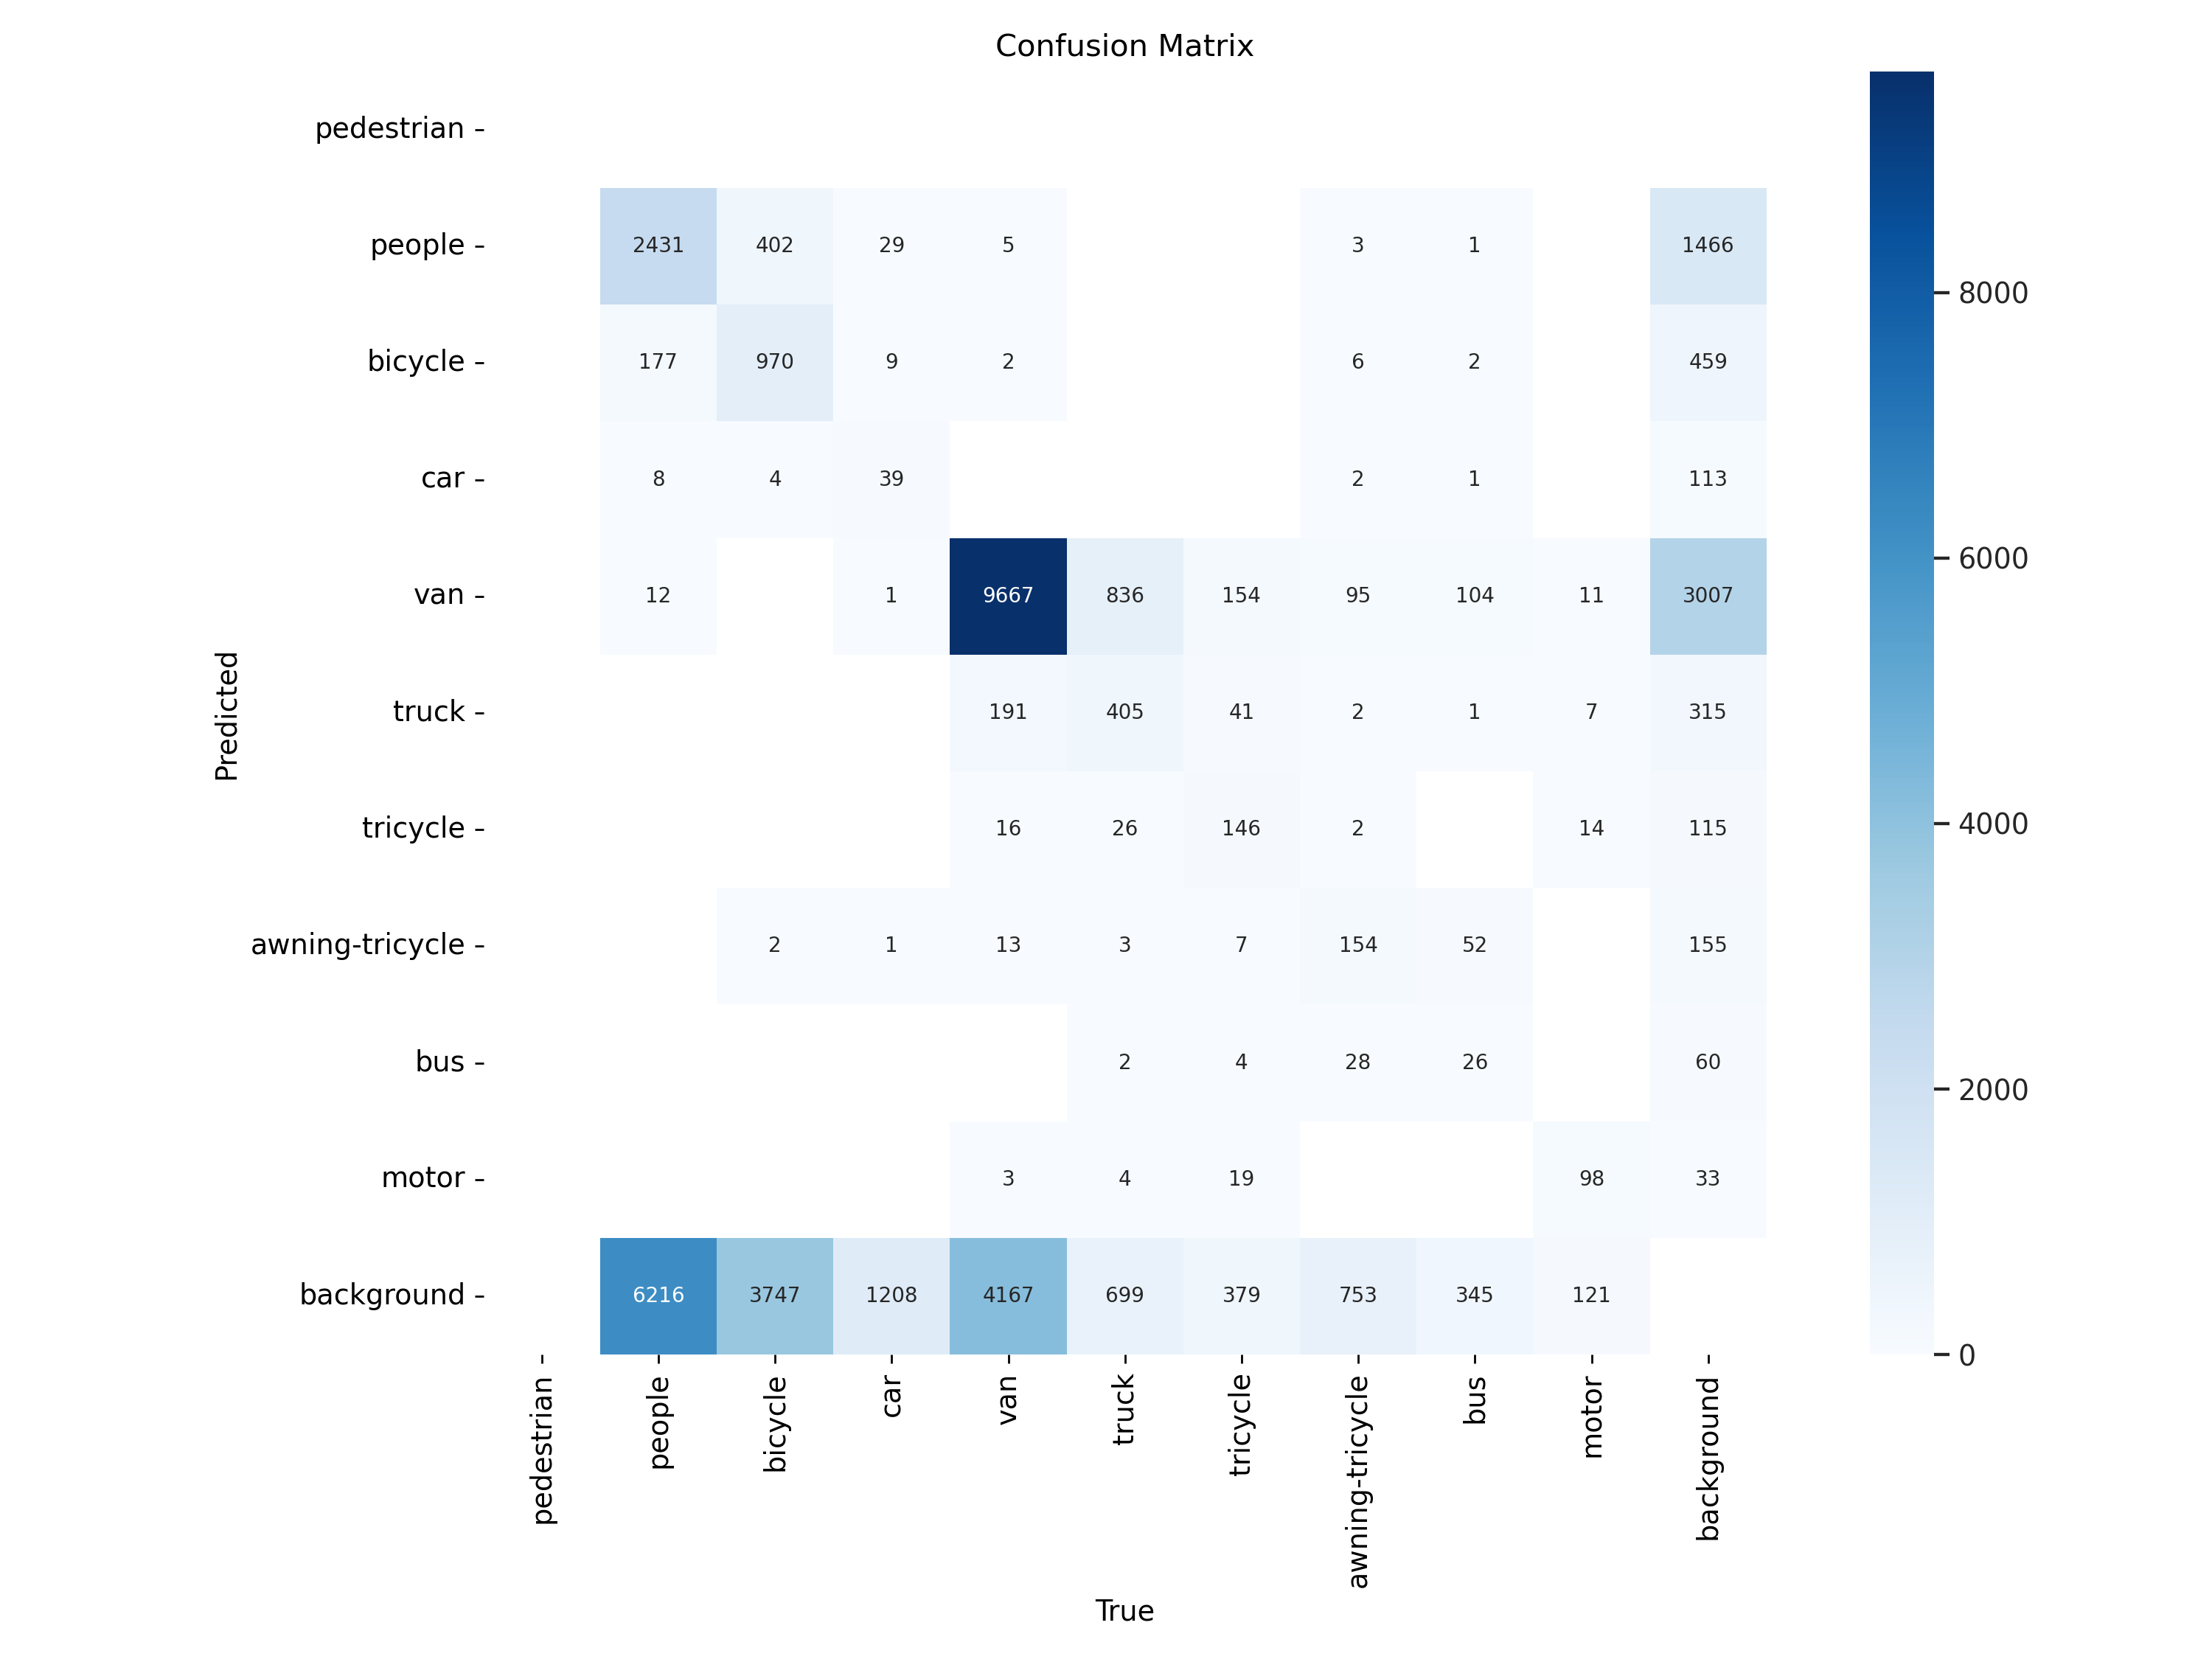 Confusion Matrix
pedestrian
people 2431 402 29 5 3 1 1466
bicycle 177 970 9 2 6 2 459
car 8 4 39 2 1 113
van 12 1 9667 836 154 95 104 11 3007
truck 191 405 41 2 1 7 315
tricycle 16 26 146 2 14 115
awning-tricycle 2 1 13 3 7 154 52 155
bus 2 4 28 26 60
motor 3 4 19 98 33
background 6216 3747 1208 4167 699 379 753 345 121
Predicted
pedestrian people bicycle car van truck tricycle awning-tricycle bus motor background
True
8000
6000
4000
2000
0